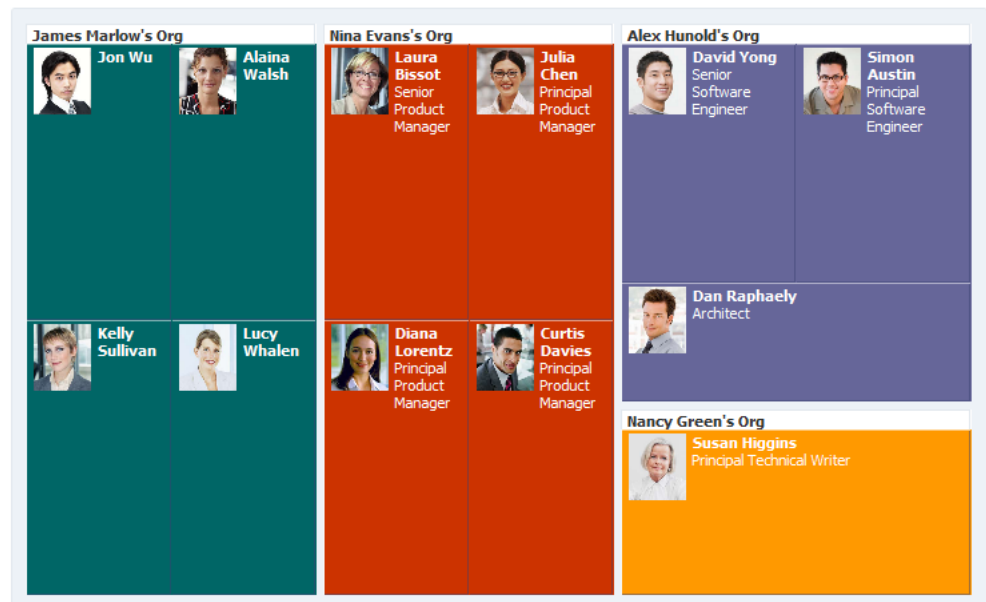 James Marlow's Org
Jon Wu
Alaina
Walsh
Kelly
Sullivan
Lucy
Whalen
Nina Evans's Org
Laura
Bissot
Senior
Product
Manager
Julia
Chen
Principal
Product
Manager
Diana
Lorentz
Principal
Product
Manager
Curtis
Davies
Principal
Product
Manager
Alex Hunold's Org
David Yong
Senior
Software
Engineer
Simon
Austin
Principal
Software
Engineer
Dan Raphaely
Architect
Nancy Green's Org
Susan Higgins
Principal Technical Writer